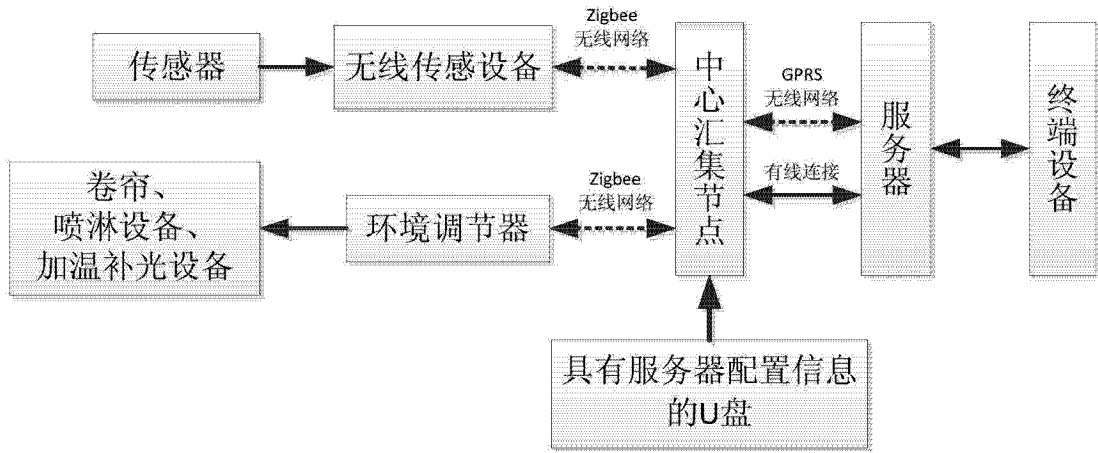 传感器
无线传感设备
Zigbee
无线网络
中心汇集节点
GPRS
无线网络
有线连接
服务器
终端设备
卷帘、
喷淋设备、
加温补光设备
环境调节器
Zigbee
无线网络
具有服务器配置信息
的U盘